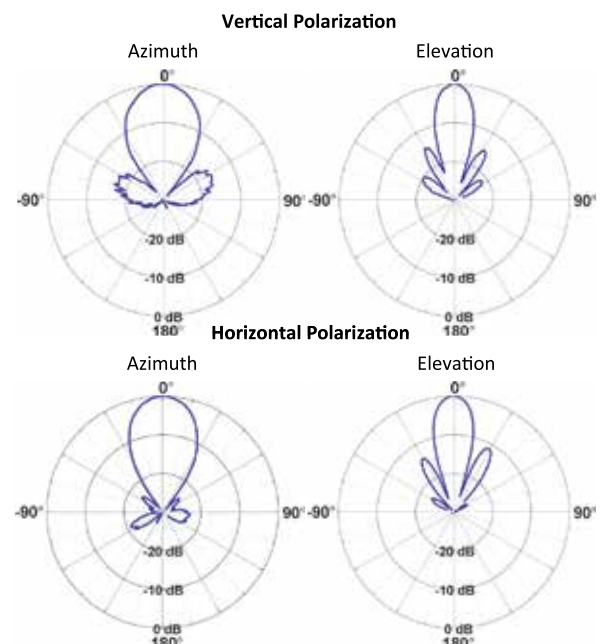 Vertical Polarization
Azimuth
Elevation
0°
0°
-90°
90°
-90°
90°
-20 dB
-20 dB
-10 dB
-10 dB
0 dB
0 dB
180°
180°
Horizontal Polarization
Azimuth
Elevation
0°
0°
-90°
90°
-90°
90°
-20 dB
-20 dB
-10 dB
-10 dB
0 dB
0 dB
180°
180°